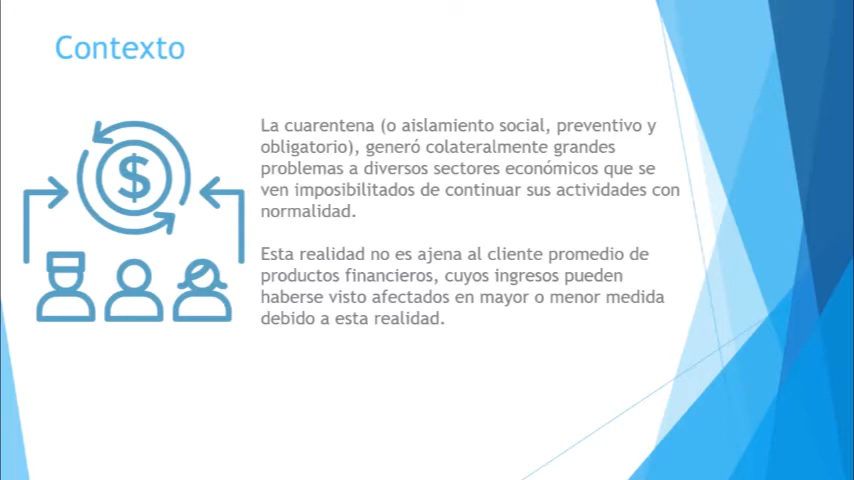 Contexto
La cuarentena (o aislamiento social, preventivo y
obligatorio), generó colateralmente grandes
problemas a diversos sectores económicos que se
ven imposibilitados de continuar sus actividades con
normalidad.
Esta realidad no es ajena al cliente promedio de
productos financieros, cuyos ingresos pueden
haberse visto afectados en mayor o menor medida
debido a esta realidad.
$